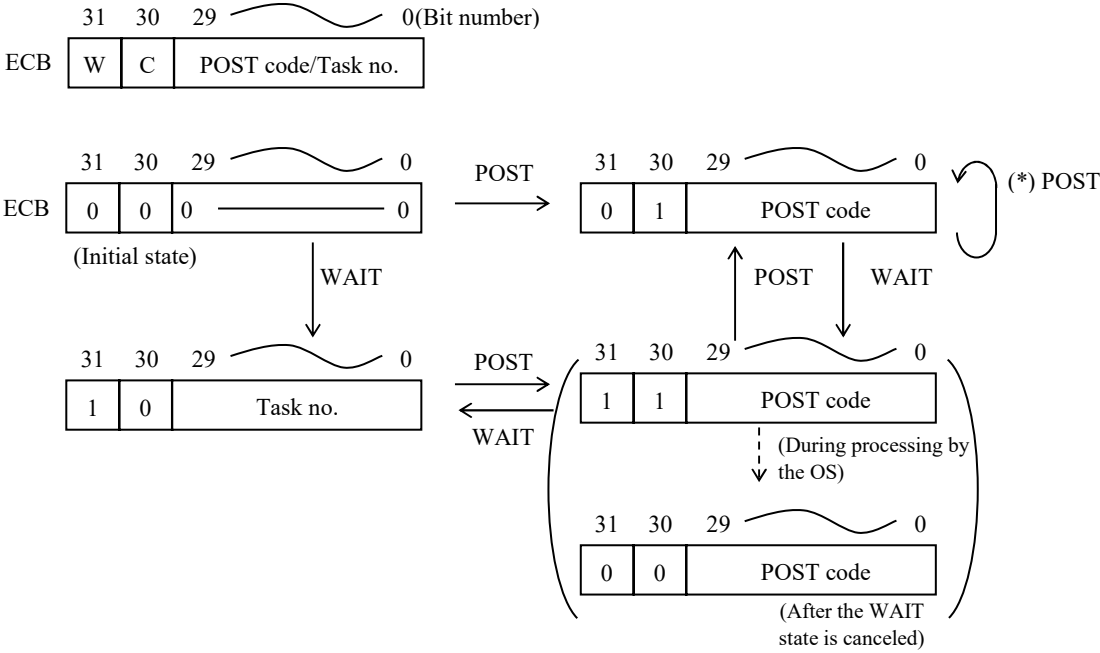 31 30 29 0(Bit number)
ECB W C POST code/Task no.
31 30 29 0
ECB 0 0 0 0
(Initial state)
POST
31 30 29 0
0 1 POST code
(*) POST
WAIT
POST WAIT
31 30 29 0
1 0 Task no.
POST
WAIT
31 30 29 0
1 1 POST code
(During processing by
the OS)
31 30 29 0
0 0 POST code
(After the WAIT
state is canceled)